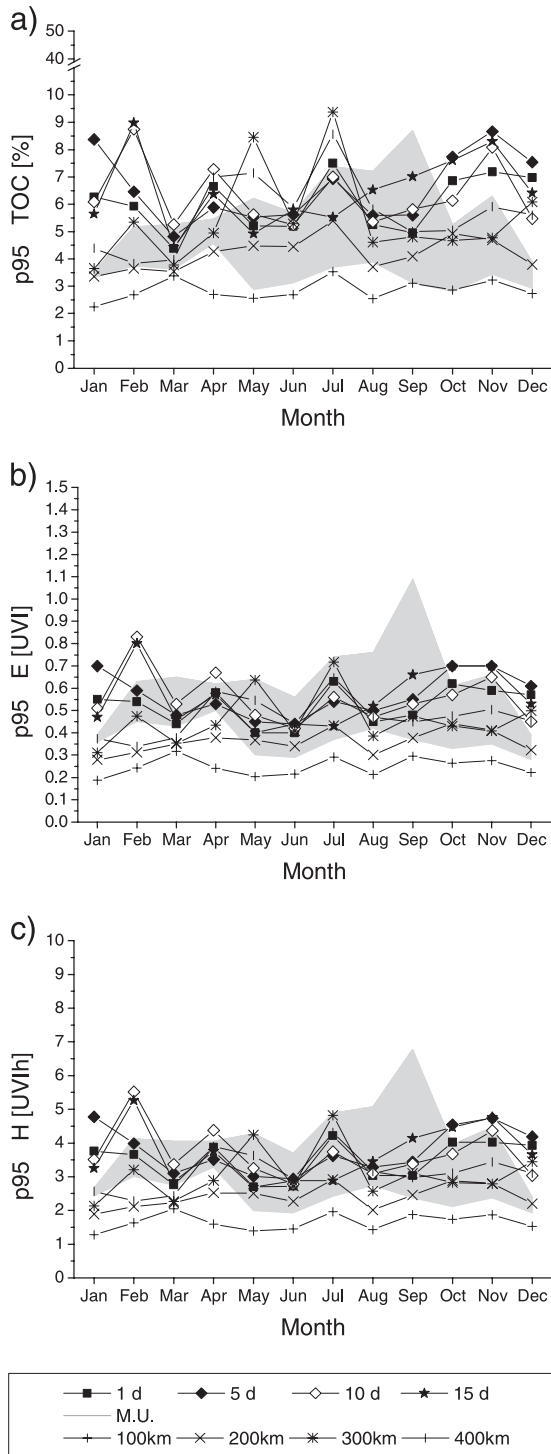 a)
p95 TOC [%]
50
40
10
9
8
7
6
5
4
3
2
1
0
Jan Feb Mar Apr May Jun Jul Aug Sep Oct Nov Dec
Month
b)
p95 E [UVI]
1.5
1.4
1.3
1.2
1.1
1.0
0.9
0.8
0.7
0.6
0.5
0.4
0.3
0.2
0.1
0.0
Jan Feb Mar Apr May Jun Jul Aug Sep Oct Nov Dec
Month
c)
p95 H [UVIh]
10
9
8
7
6
5
4
3
2
1
0
Jan Feb Mar Apr May Jun Jul Aug Sep Oct Nov Dec
Month
1 d 5 d 10 d 15 d
M.U.
100km 200km 300km 400km